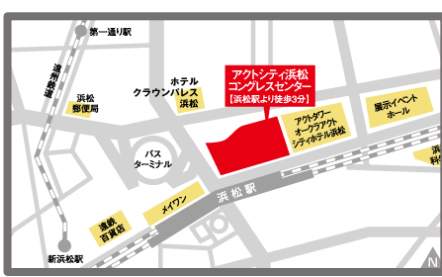 第一通り駅
遠州鉄道
浜松
郵便局
ホテル
クラウンパレス
浜松
アクトシティ浜松
コングレスセンター
[浜松駅より徒歩3分]
アクトタワー
オークラアクト
シティホテル浜松
展示イベント
ホール
バス
ターミナル
浜松駅
メイワン
遠鉄
百貨店
新浜松駅
浜
科
N